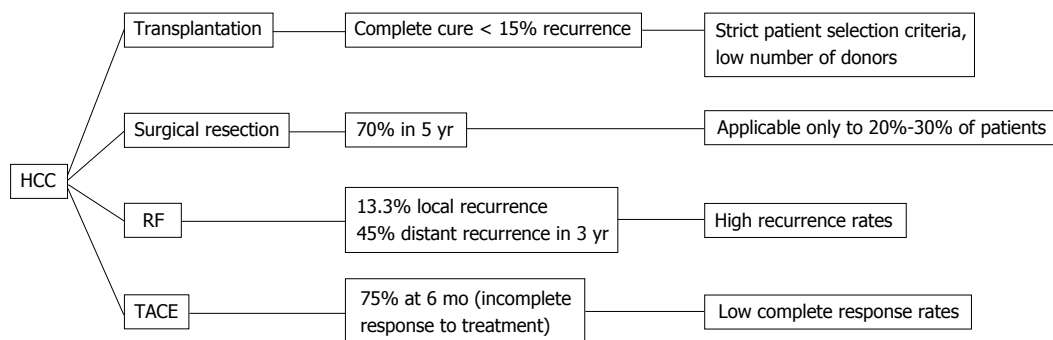 Transplantation
Complete cure < 15% recurrence
Strict patient selection criteria,
low number of donors
Surgical resection
70% in 5 yr
Applicable only to 20%-30% of patients
HCC
RF
13.3% local recurrence
45% distant recurrence in 3 yr
High recurrence rates
TACE
75% at 6 mo (incomplete
response to treatment)
Low complete response rates